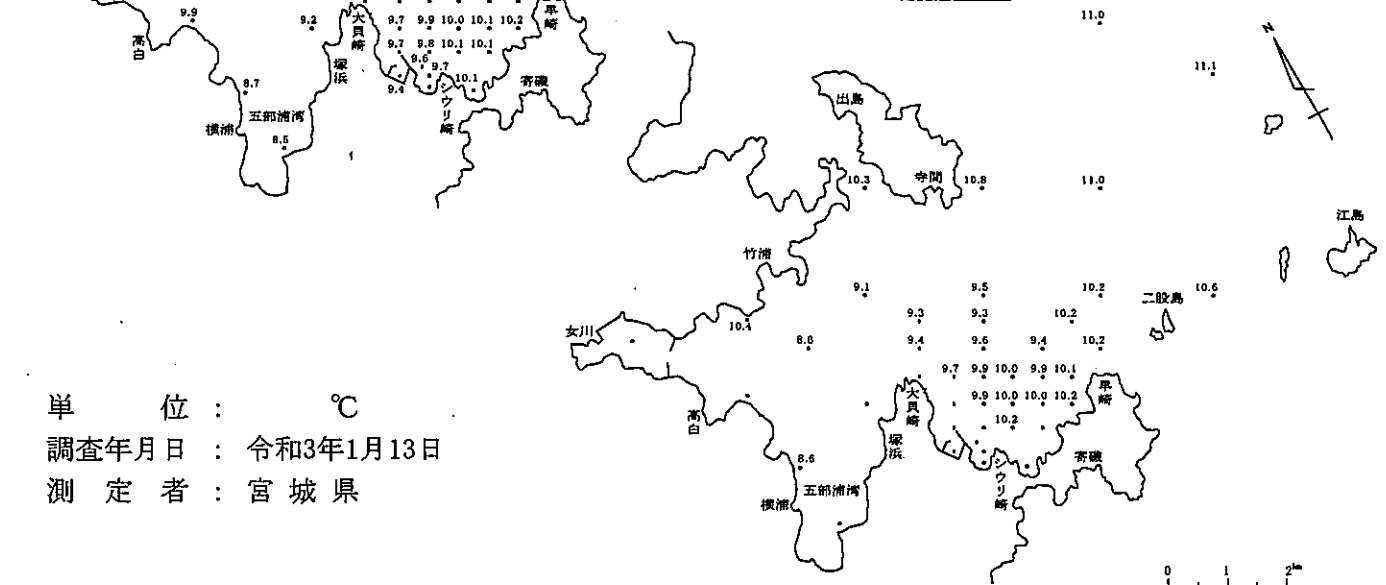 9.7 9.9 10.0 10.1 10.2
9.9
9.2
大貝崎
早崎
11.0
高白
9.7 9.8 10.1 10.1
塚浜
9.6
9.7
11.1
N
8.7
9.4
10.1
シウリ崎
寄磯
出島
横浦
五部浦湾
8.5
10.3
寺間
10.8
11.0
江島
竹浦
9.1
9.5
10.2
10.6
二股島
9.3
9.3
10.2
女川
10.4
8.8
9.4
9.6
9.4
10.2
9.7 9.9 10.0 9.9 10.1
大貝崎
早崎
9.9 10.0 10.0 10.2
高白
10.2
塚浜
8.6
シウリ崎
寄磯
横浦
五部浦湾
単位 : ℃
調査年月日 : 令和3年1月13日
測定者 : 宮城県
0 1 2km